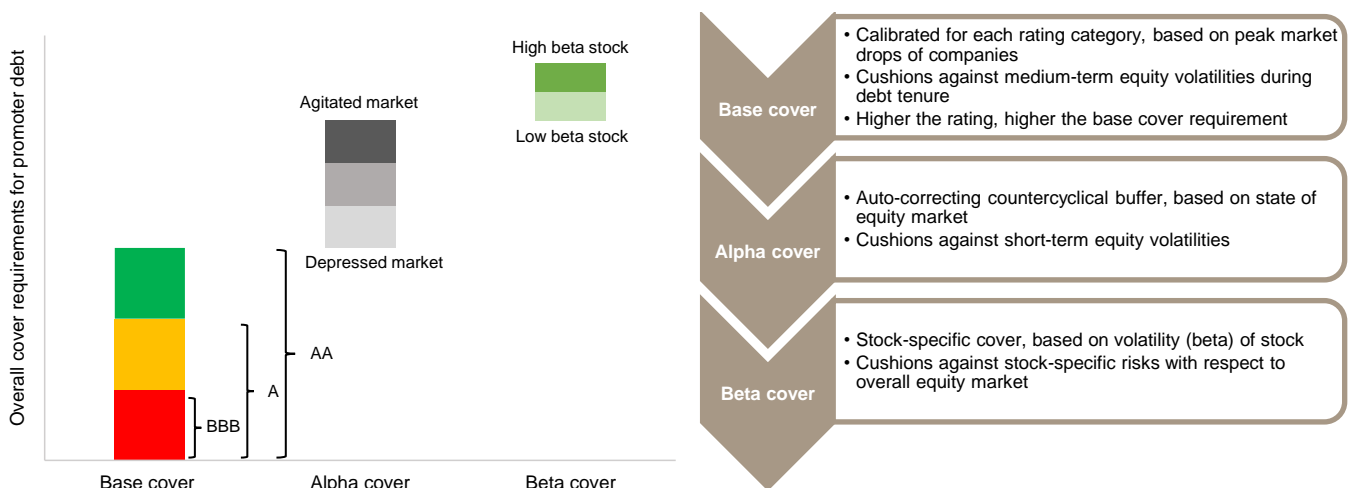 Overall cover requirements for promoter debt
High beta stock
Low beta stock
Agitated market
Depressed market
AA
A
BBB
Base cover
Alpha cover
Beta cover
Base cover
• Calibrated for each rating category, based on peak market
drops of companies
• Cushions against medium-term equity volatilities during
debt tenure
• Higher the rating, higher the base cover requirement
Alpha cover
• Auto-correcting countercyclical buffer, based on state of
equity market
• Cushions against short-term equity volatilities
Beta cover
• Stock-specific cover, based on volatility (beta) of stock
• Cushions against stock-specific risks with respect to
overall equity market